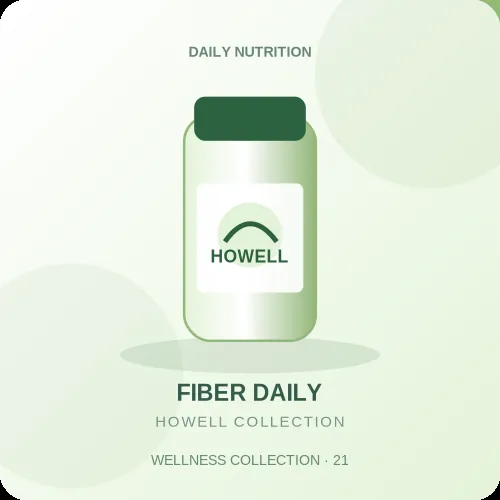 DAILY NUTRITION
HOWELL
FIBER DAILY
HOWELL COLLECTION
WELLNESS COLLECTION · 21